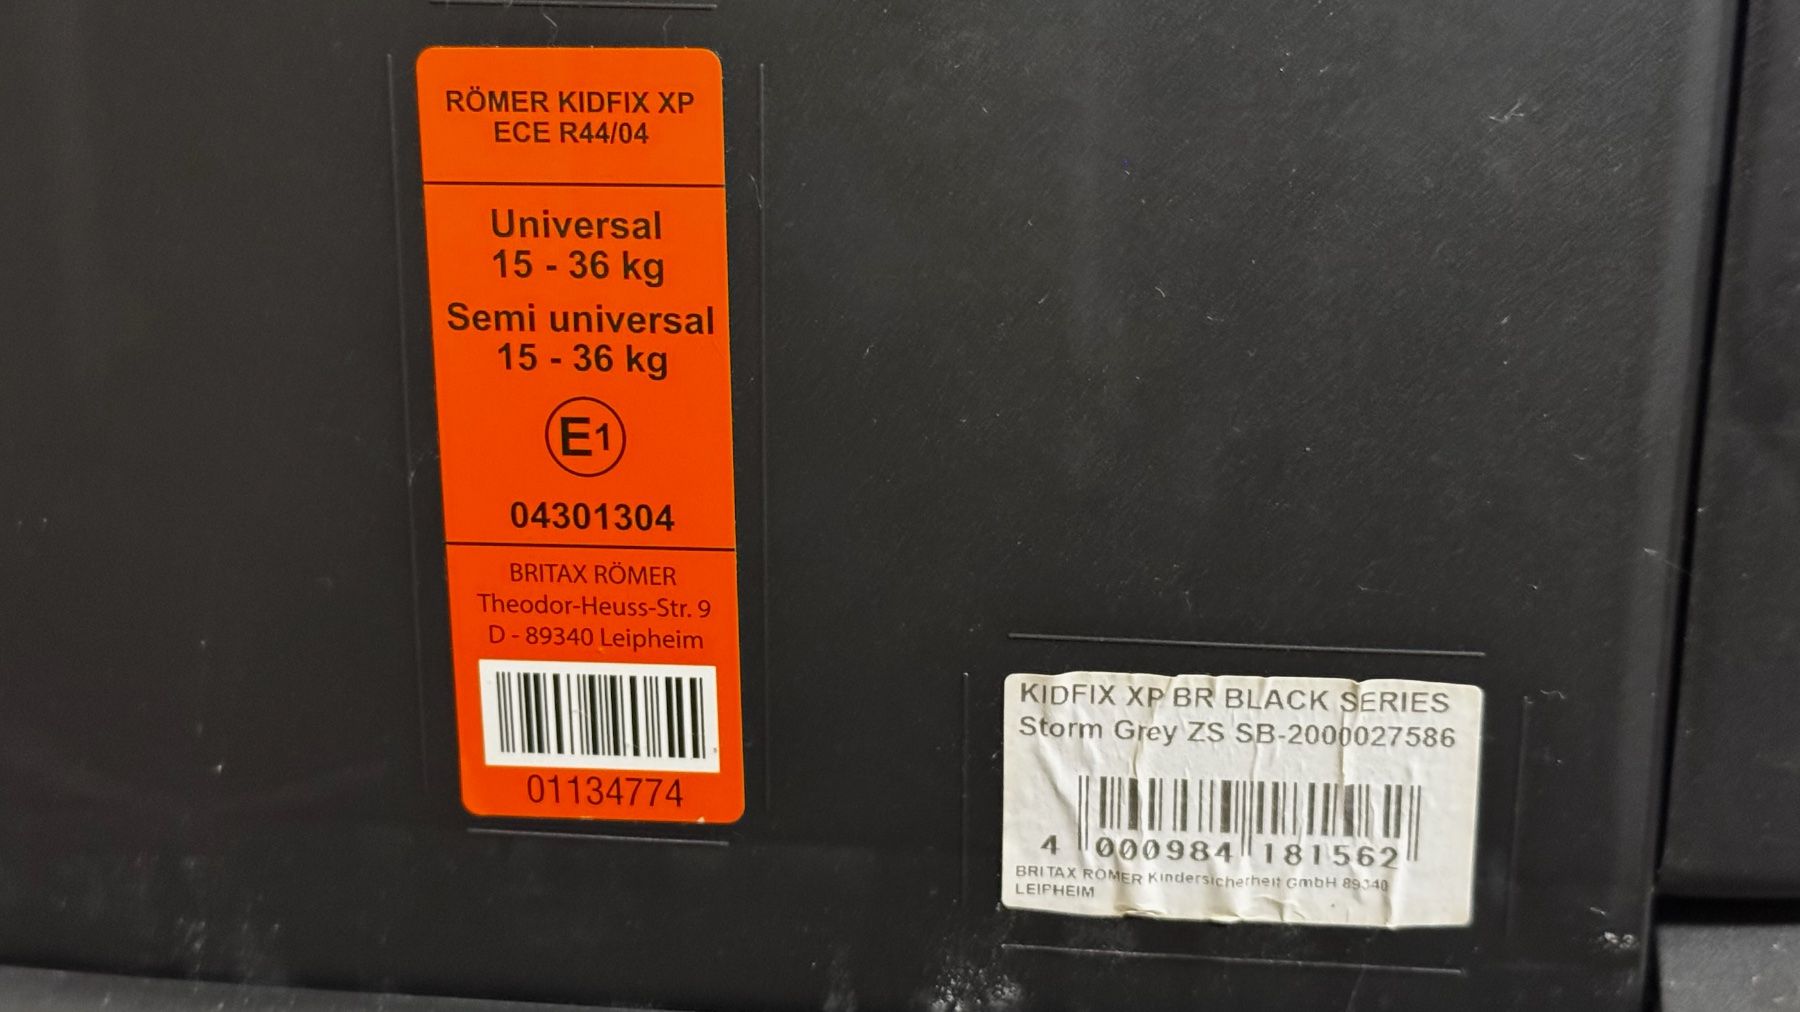 RÖMER KIDFIX XP
ECE R44/04
Universal
15 - 36 kg
Semi universal
15 - 36 kg
E1
04301304
BRITAX RÖMER
Theodor-Heuss-Str. 9
D - 89340 Leipheim
01134774
KIDFIX XP BR BLACK SERIES
Storm Grey ZS SB-2000027586
4 000984 181562
BRITAX RÖMER Kindersicherheit GmbH 89340
LEIPHEIM